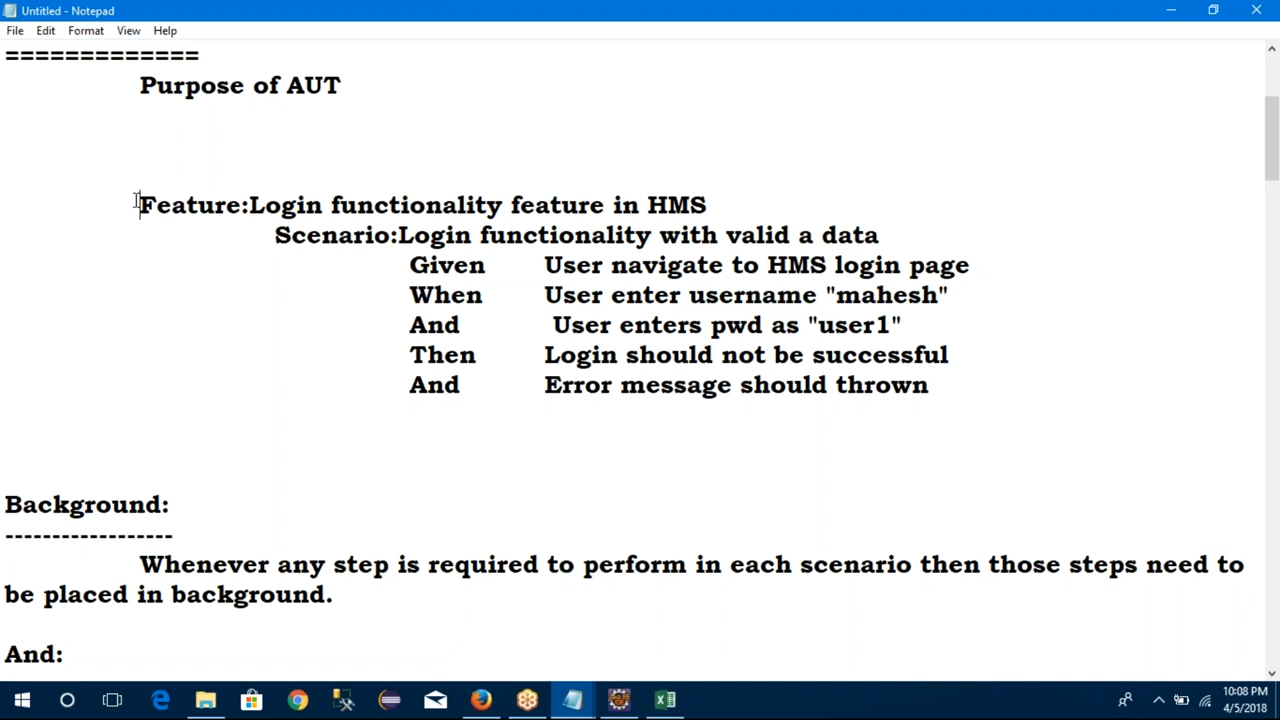 Untitled - Notepad
File Edit Format View Help
=============
Purpose of AUT
Feature:Login functionality feature in HMS
Scenario:Login functionality with valid a data
Given User navigate to HMS login page
When User enter username "mahesh"
And User enters pwd as "user1"
Then Login should not be successful
And Error message should thrown
Background:
-----------------
Whenever any step is required to perform in each scenario then those steps need to
be placed in background.
And:
10:08 PM
4/5/2018